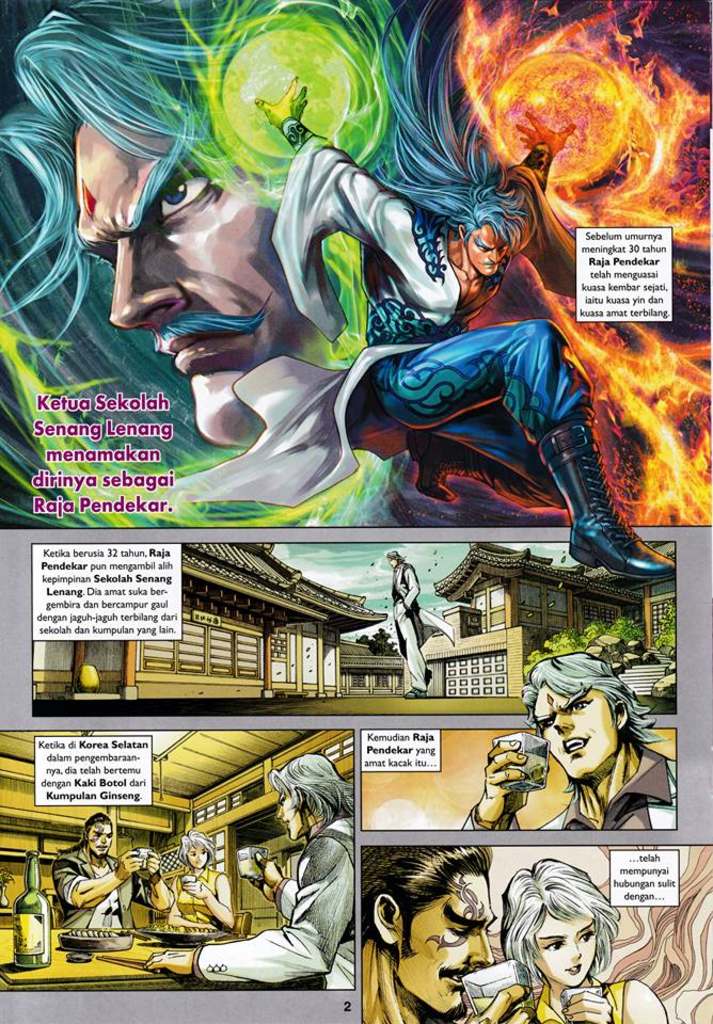 Sebelum umurnya
meningkat 30 tahun
Raja Pendekar
telah menguasai
kuasa kembar sejati,
iaitu kuasa yin dan
kuasa amat terbilang.
Ketua Sekolah
Senang Lenang
menamakan
dirinya sebagai
Raja Pendekar.
Ketika berusia 32 tahun, Raja
Pendekar pun mengambil alih
kepimpinan Sekolah Senang
Lenang. Dia amat suka ber-
gembira dan bercampur gaul
dengan jaguh-jaguh terbilang dari
sekolah dan kumpulan yang lain.
Ketika di Korea Selatan
dalam pengembaraan-
nya, dia telah bertemu
dengan Kaki Botol dari
Kumpulan Ginseng.
Kemudian Raja
Pendekar yang
amat kacak itu...
...telah
mempunyai
hubungan sulit
dengan...
2